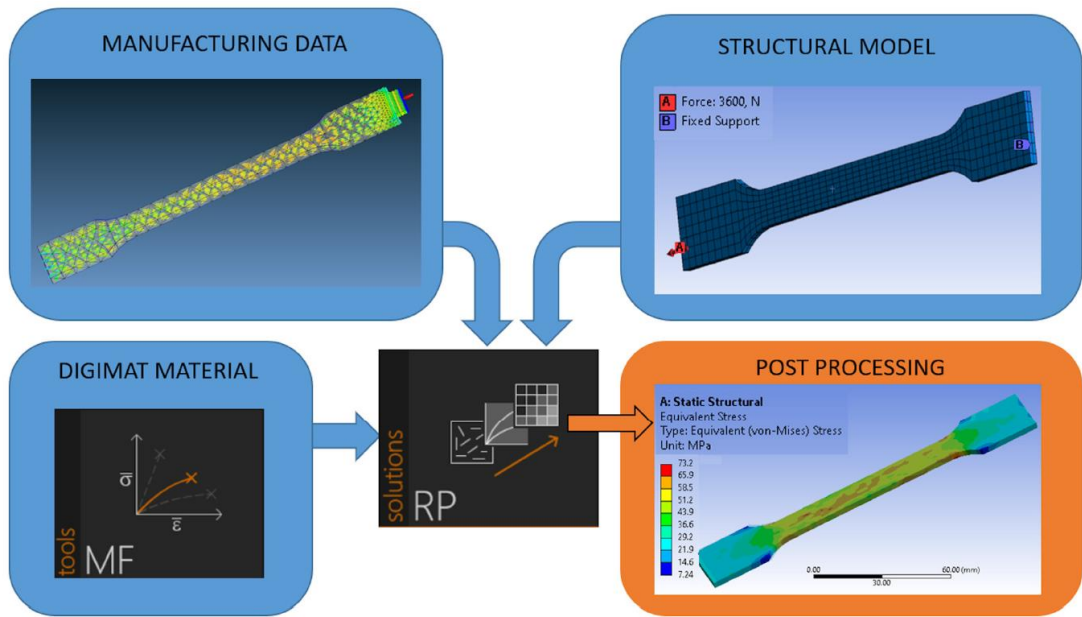 MANUFACTURING DATA
STRUCTURAL MODEL
A Force: 3600, N
B Fixed Support
A
B
DIGIMAT MATERIAL
σ
ε
tools
MF
solutions
RP
POST PROCESSING
A: Static Structural
Equivalent Stress
Type: Equivalent (von-Mises) Stress
Unit: MPa
73.2
65.9
58.5
51.2
43.9
36.6
29.2
21.9
14.6
7.24
0.00
60.00 (mm)
30.00